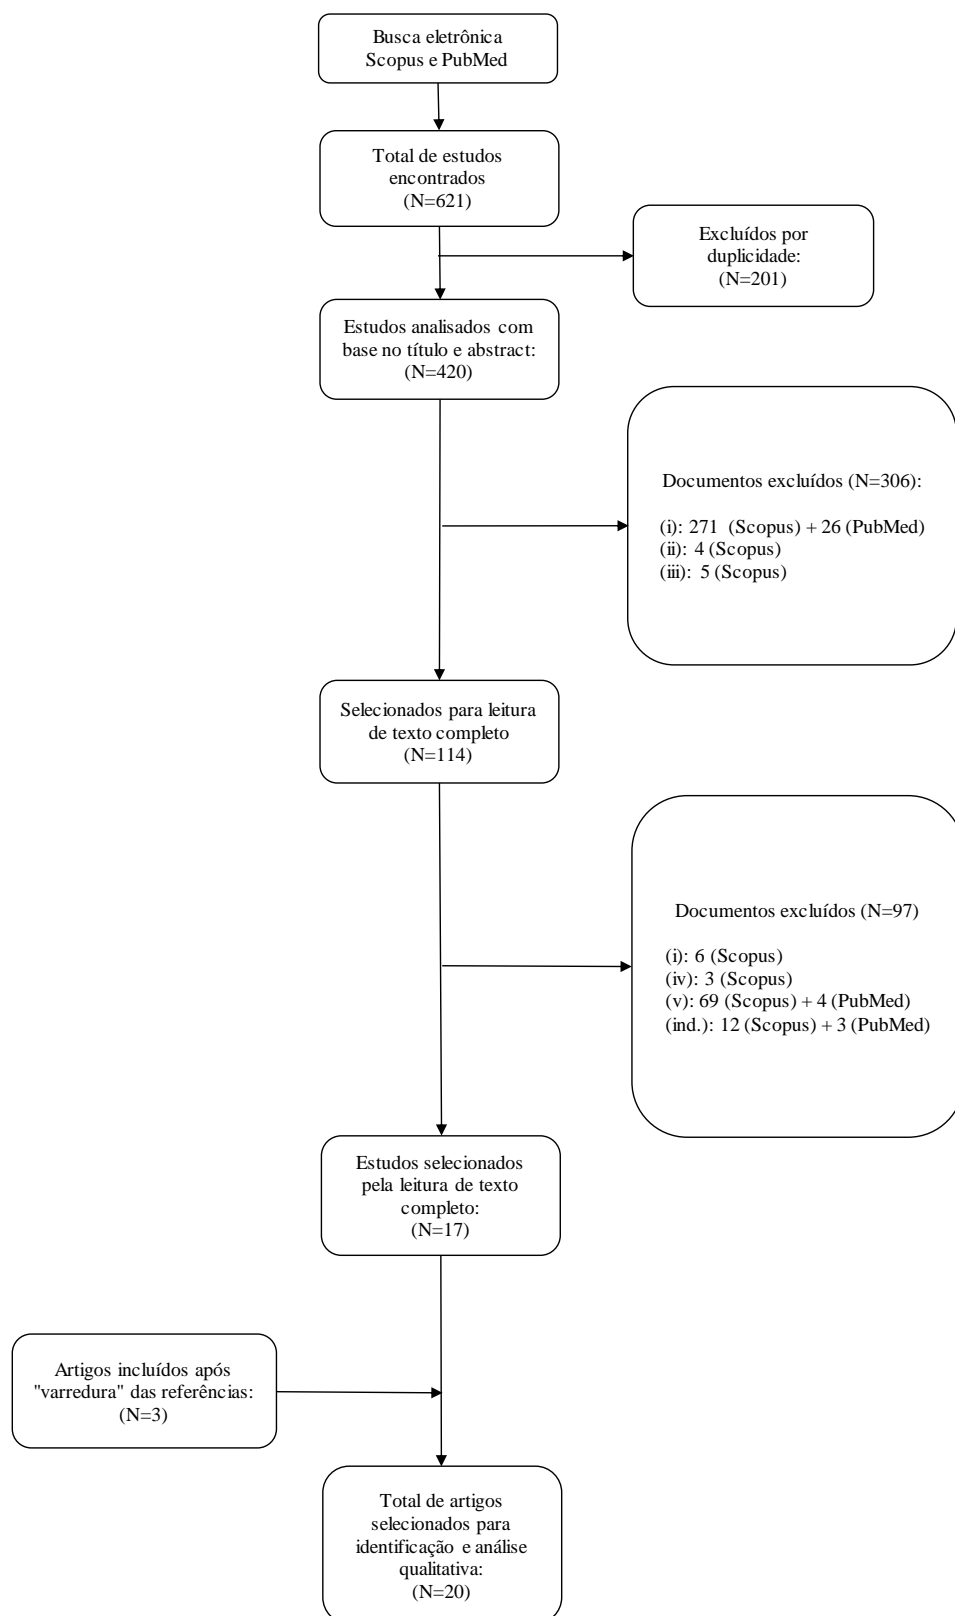 Busca eletrônica
Scopus e PubMed
Total de estudos
encontrados
(N=621)
Excluídos por
duplicidade:
(N=201)
Estudos analisados com
base no título e abstract:
(N=420)
Documentos excluídos (N=306):
(i): 271 (Scopus) + 26 (PubMed)
(ii): 4 (Scopus)
(iii): 5 (Scopus)
Selecionados para leitura
de texto completo
(N=114)
Documentos excluídos (N=97)
(i): 6 (Scopus)
(iv): 3 (Scopus)
(v): 69 (Scopus) + 4 (PubMed)
(ind.): 12 (Scopus) + 3 (PubMed)
Estudos selecionados
pela leitura de texto
completo:
(N=17)
Artigos incluídos após
"varredura" das referências:
(N=3)
Total de artigos
selecionados para
identificação e análise
qualitativa:
(N=20)